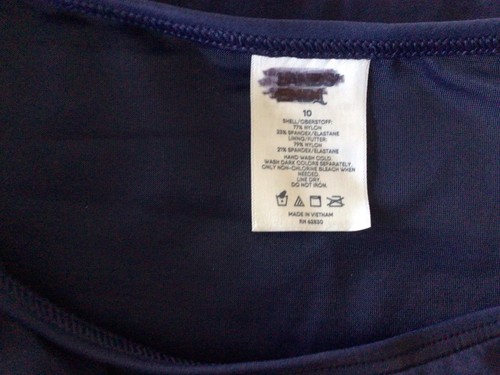 10
SHELL/OBERSTOFF:
77% NYLON
23% SPANDEX/ELASTANE
LINING/FUTTER:
79% NYLON
21% SPANDEX/ELASTANE
HAND WASH COLD.
WASH DARK COLORS SEPARATELY.
ONLY NON-CHLORINE BLEACH WHEN
NEEDED.
LINE DRY.
DO NOT IRON.
MADE IN VIETNAM
RN